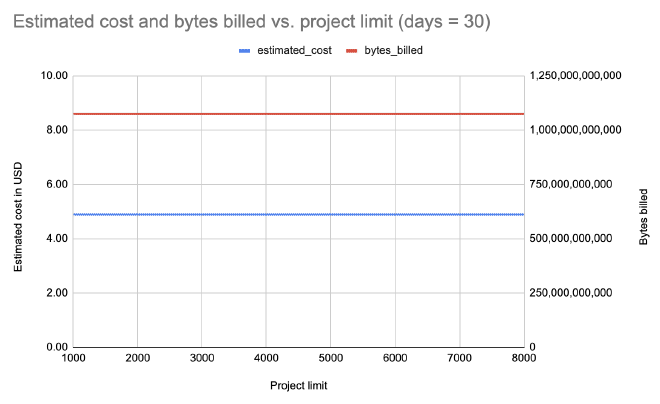 Estimated cost and bytes billed vs. project limit (days = 30)
estimated_cost bytes_billed
10.00 1,250,000,000,000
8.00 1,000,000,000,000
6.00 750,000,000,000
4.00 500,000,000,000
2.00 250,000,000,000
0.00 0
Estimated cost in USD
Bytes billed
1000 2000 3000 4000 5000 6000 7000 8000
Project limit